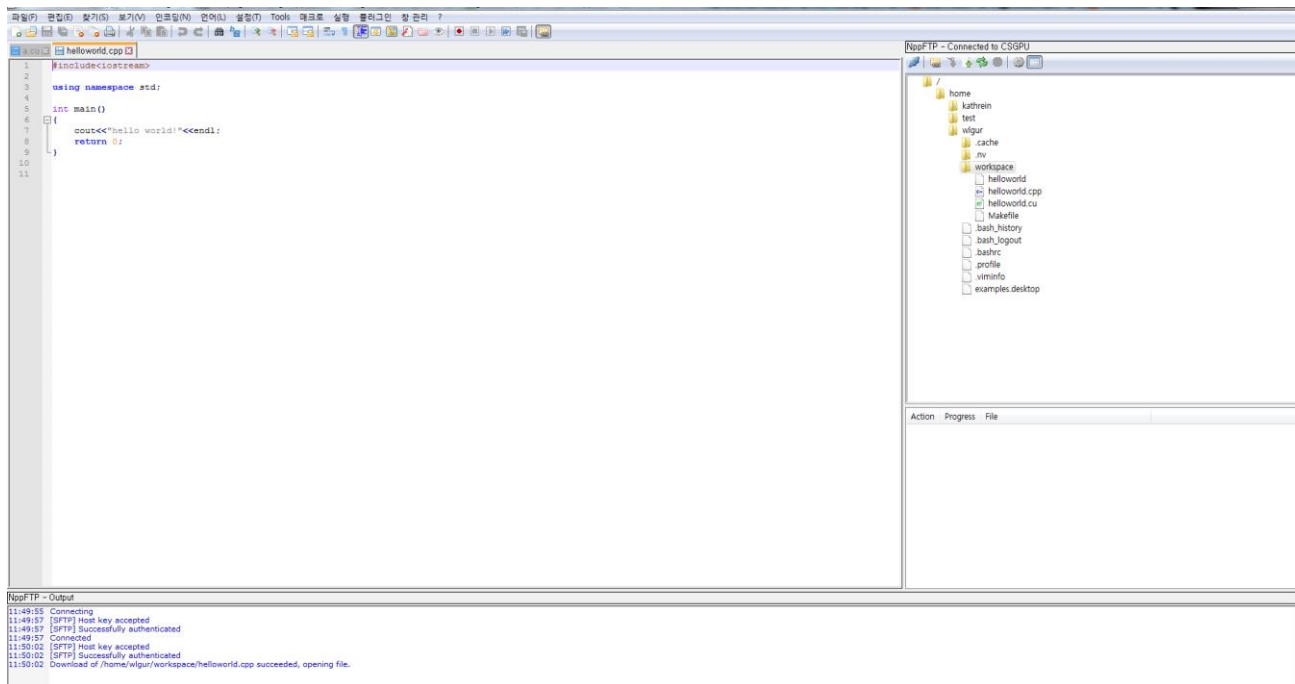 파일(F) 편집(E) 찾기(S) 보기(V) 인코딩(N) 언어(L) 설정(T) Tools 매크로 실행 플러그인 창 관리 ?
helloworld.cpp
1 #include<iostream>
2
3 using namespace std;
4
5 int main()
6 {
7 cout<<"hello world!"<<endl;
8 return 0;
9 }
10
11
NppFTP - Connected to CSGPU
/
home
kathrein
test
wlgur
.cache
.nv
workspace
helloworld
helloworld.cpp
helloworld.cu
Makefile
.bash_history
.bash_logout
.bashrc
.profile
.viminfo
examples.desktop
Action Progress File
NppFTP - Output
11:49:55 Connecting
11:49:57 [SFTP] Host key accepted
11:49:57 [SFTP] Successfully authenticated
11:49:57 Connected
11:50:02 [SFTP] Host key accepted
11:50:02 [SFTP] Successfully authenticated
11:50:02 Download of /home/wlgur/workspace/helloworld.cpp succeeded, opening file.